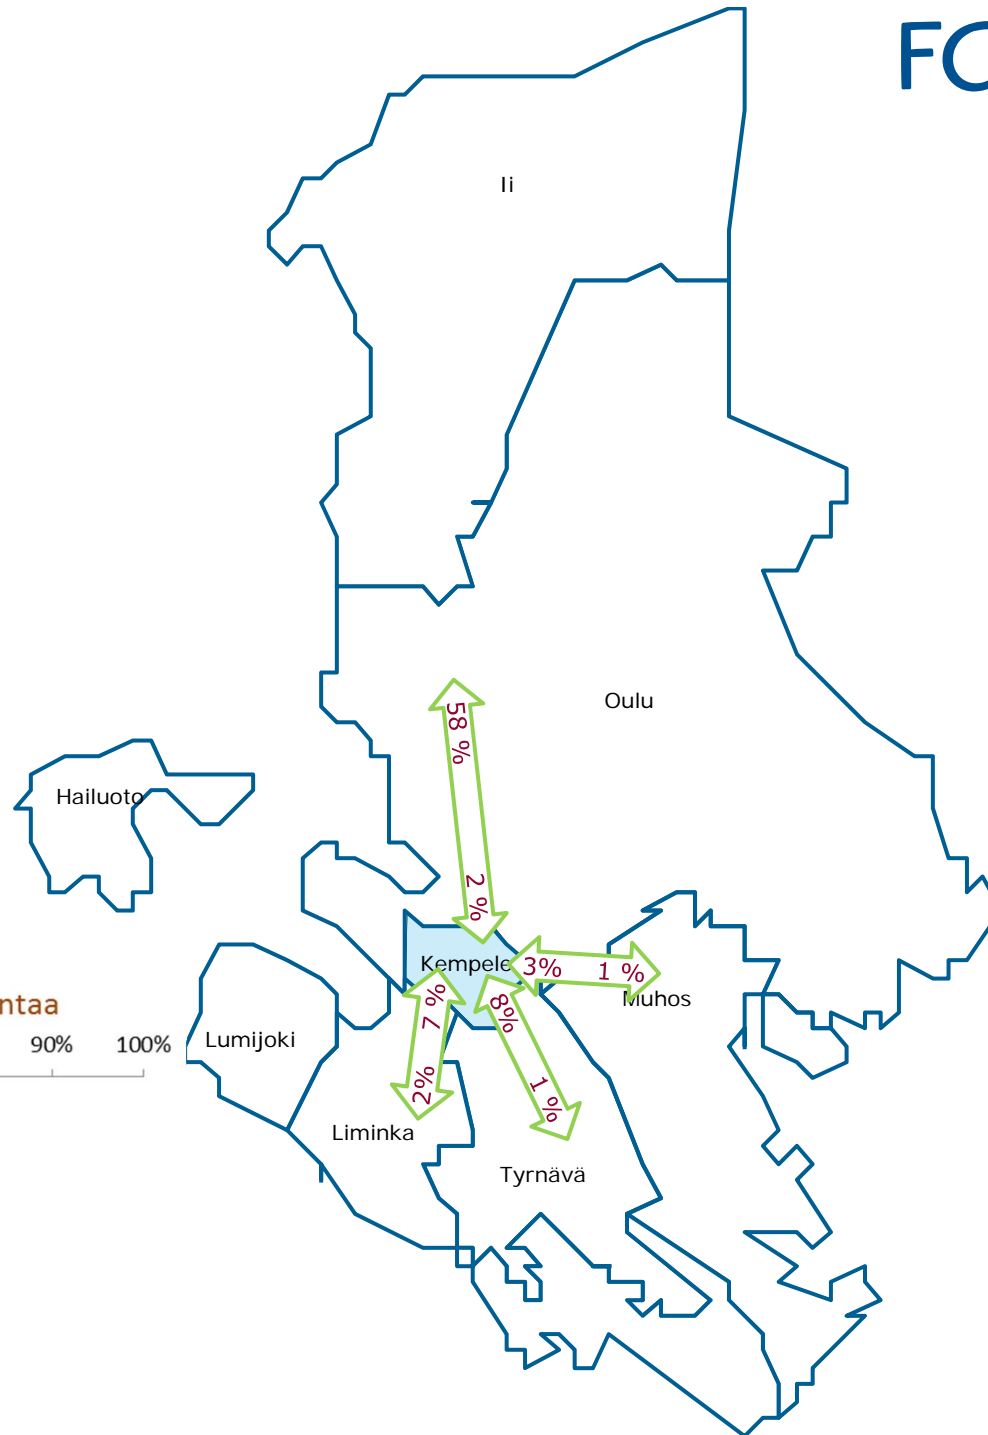 FC
Ii
Oulu
58 %
Hailuoto
2 %
Kempele
3%
1 %
Muhos
7 %
8%
ntaa
90%
100%
Lumijoki
2%
1 %
Liminka
Tyrnävä